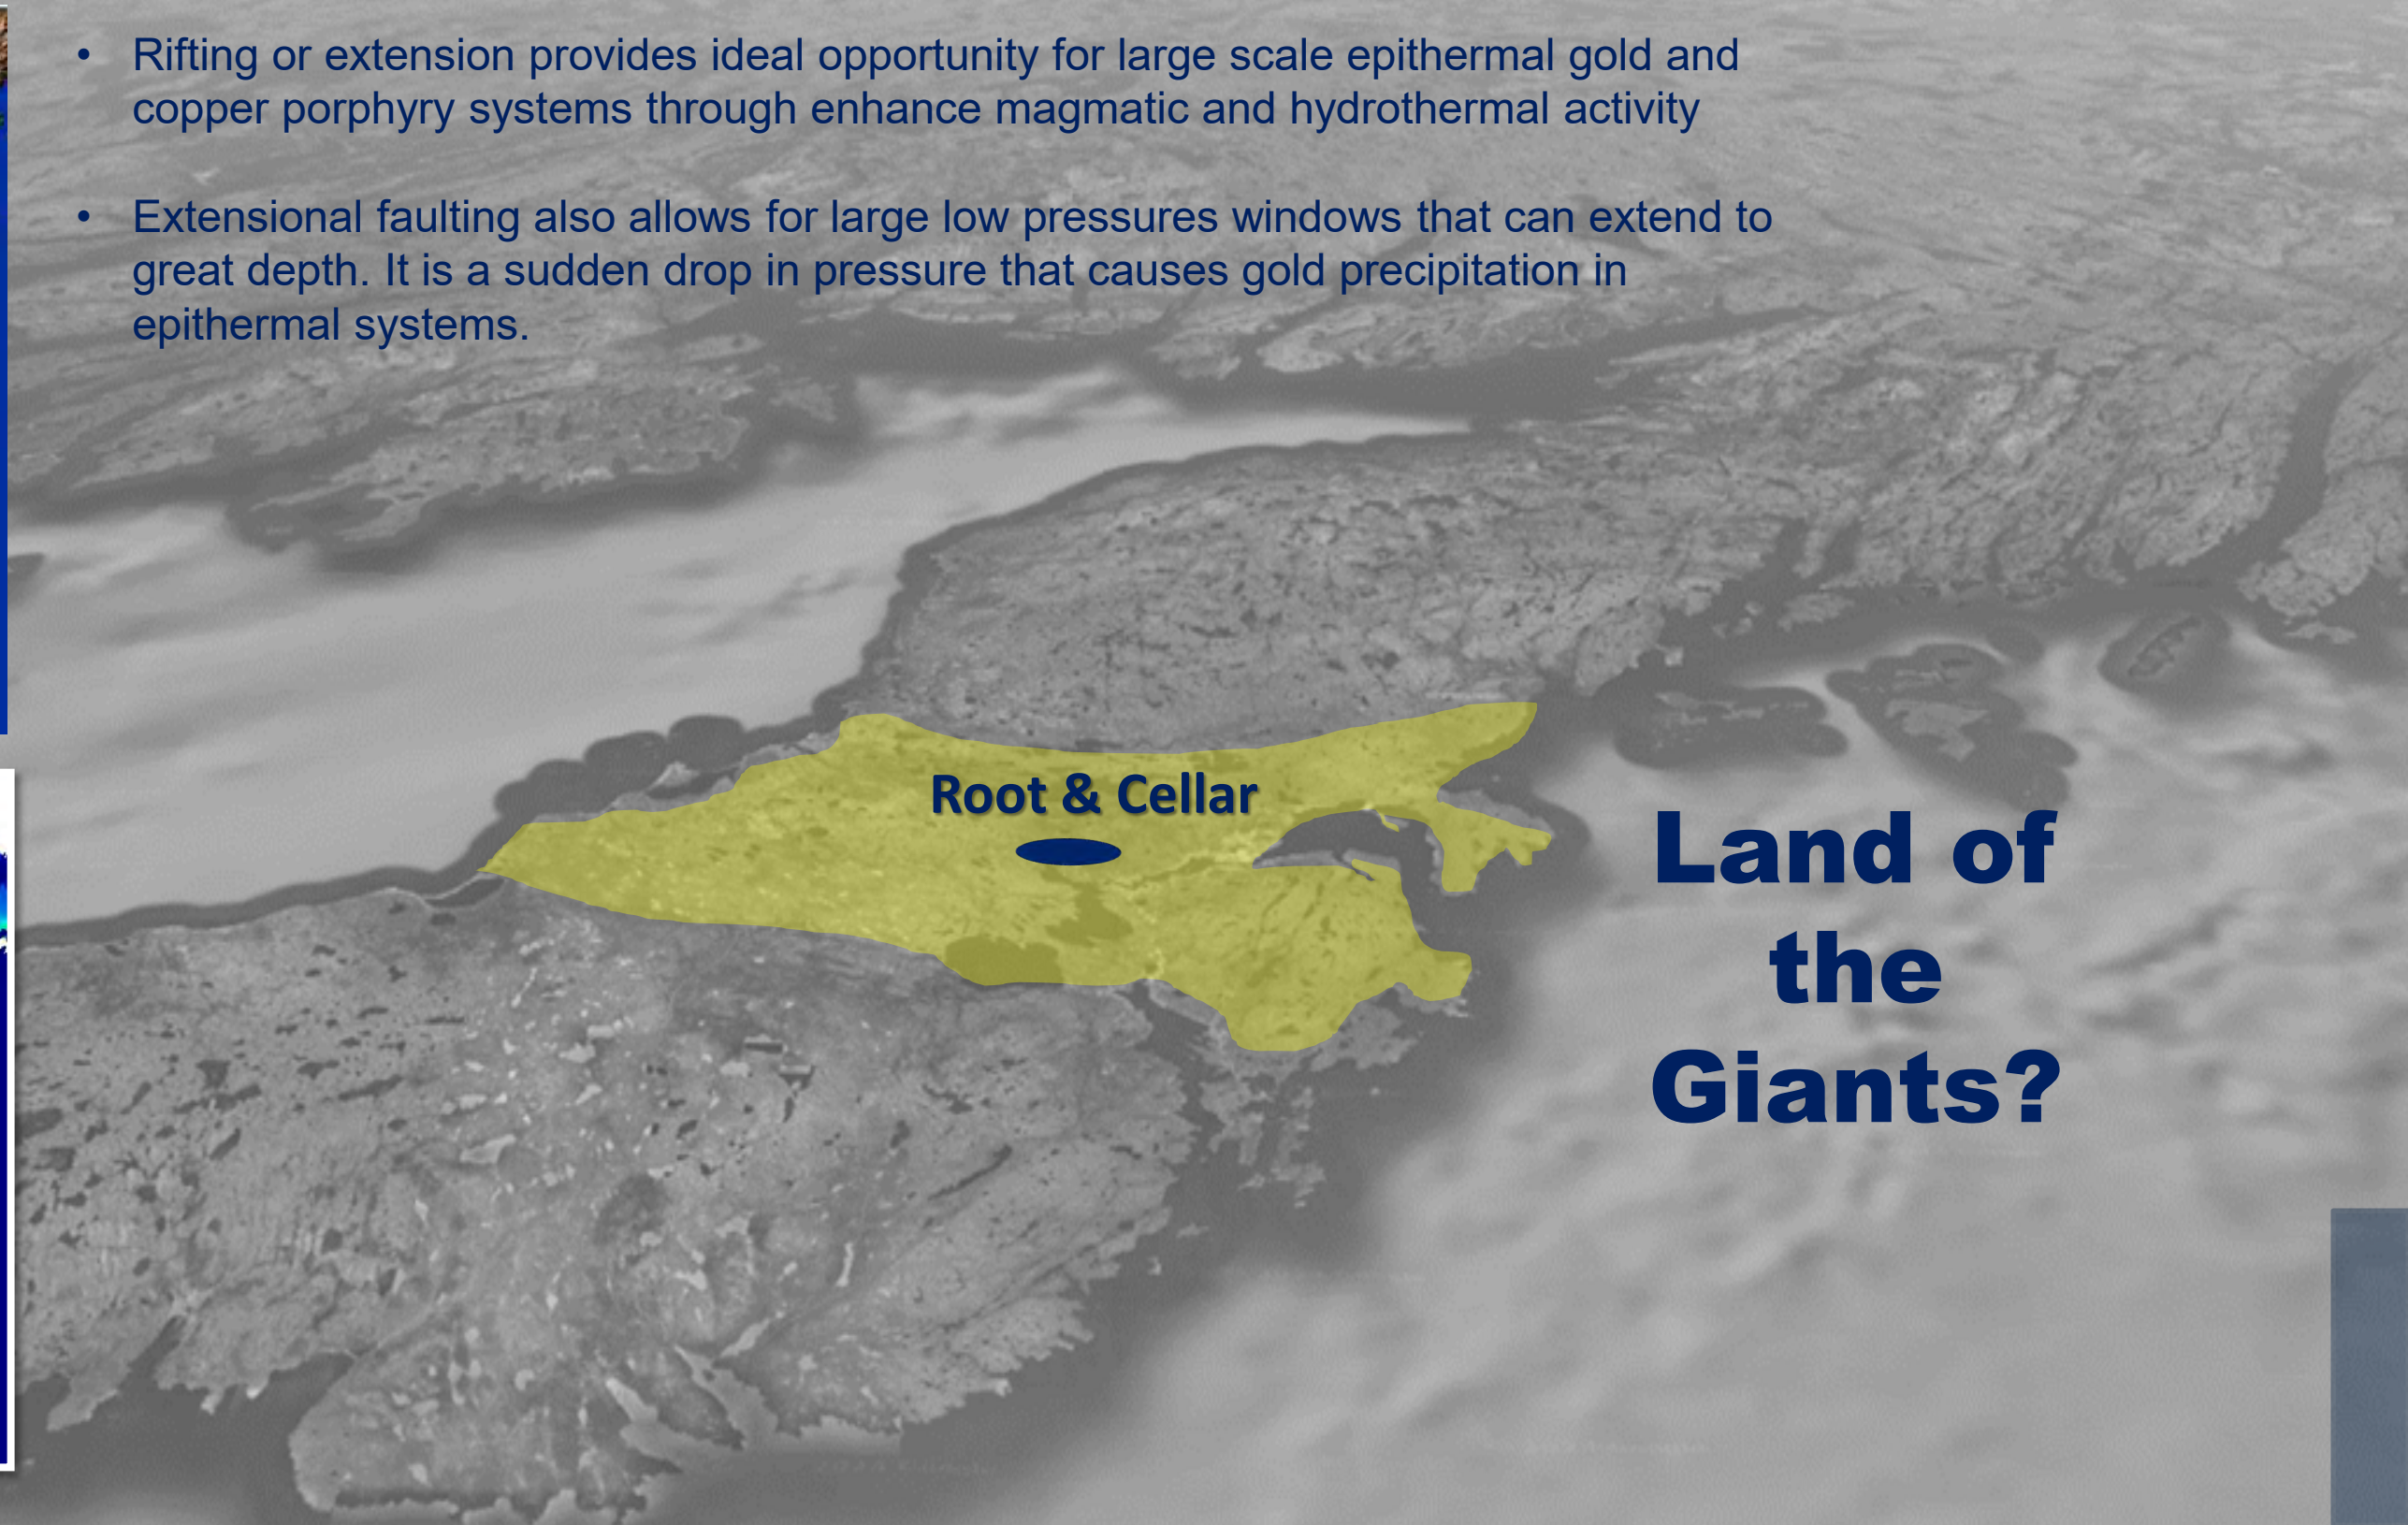 • Rifting or extension provides ideal opportunity for large scale epithermal gold and
copper porphyry systems through enhance magmatic and hydrothermal activity
• Extensional faulting also allows for large low pressures windows that can extend to
great depth. It is a sudden drop in pressure that causes gold precipitation in
epithermal systems.
Root & Cellar
Land of
the
Giants?